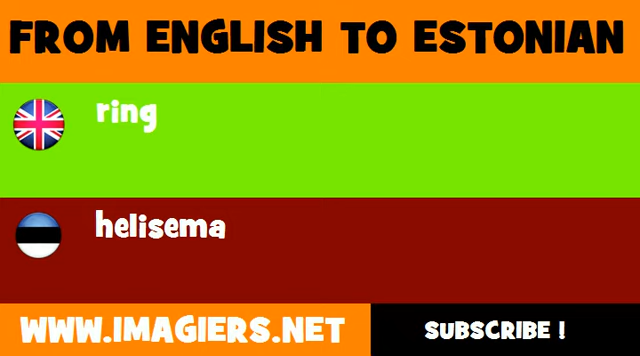 FROM ENGLISH TO ESTONIAN
ring
helisema
WWW.IMAGIERS.NET
SUBSCRIBE !